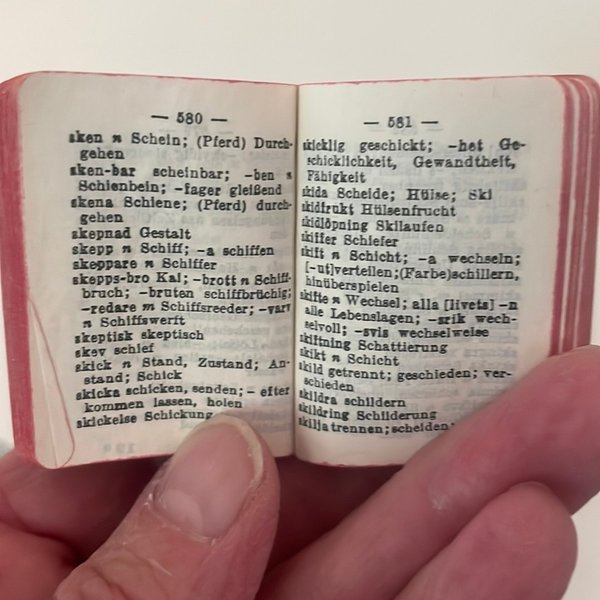 — 580 —
sken n Schein; (Pferd) Durch-
gehen
sken-bar scheinbar; -ben n
Schienbein; -fager gleißend
skena Schiene; (Pferd) durch-
gehen
skepnad Gestalt
skepp n Schiff; -a schiffen
skeppare n Schiffer
skepps-bro Kai; -brott n Schiff-
bruch; -bruten schiffbrüchig;
-redare m Schiffsreeder; -varv
n Schiffswerft
skeptisk skeptisch
skev schief
skick n Stand, Zustand; An-
stand; Schick
skicka schicken, senden; - efter
kommen lassen, holen
skickelse Schickung
— 581 —
skicklig geschickt; -het Ge-
schicklichkeit, Gewandtheit,
Fähigkeit
skida Scheide; Hülse; Ski
skidfrukt Hülsenfrucht
skidlöpning Skilaufen
skiffer Schiefer
skift n Schicht; -a wechseln;
[-ut]verteilen;(Farbe)schillern,
hinüberspielen
skifte n Wechsel; alla [livets] -n
alle Lebenslagen; -srik wech-
selvoll; -svis wechselweise
skiftning Schattierung
skikt n Schicht
skild getrennt; geschieden; ver-
schieden
skildra schildern
skildring Schilderung
skilja trennen; scheiden;